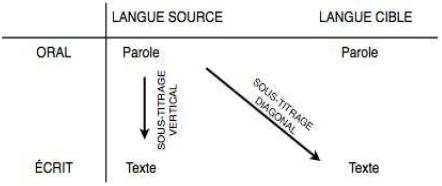 LANGUE SOURCE LANGUE CIBLE
ORAL Parole Parole
SOUS-TITRAGE
VERTICAL
SOUS-TITRAGE
DIAGONAL
ÉCRIT Texte Texte